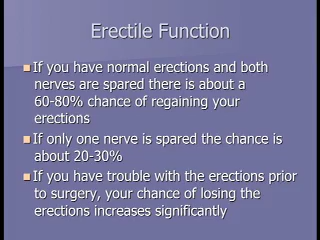 Erectile Function
If you have normal erections and both
nerves are spared there is about a
60-80% chance of regaining your
erections
If only one nerve is spared the chance is
about 20-30%
If you have trouble with the erections prior
to surgery, your chance of losing the
erections increases significantly